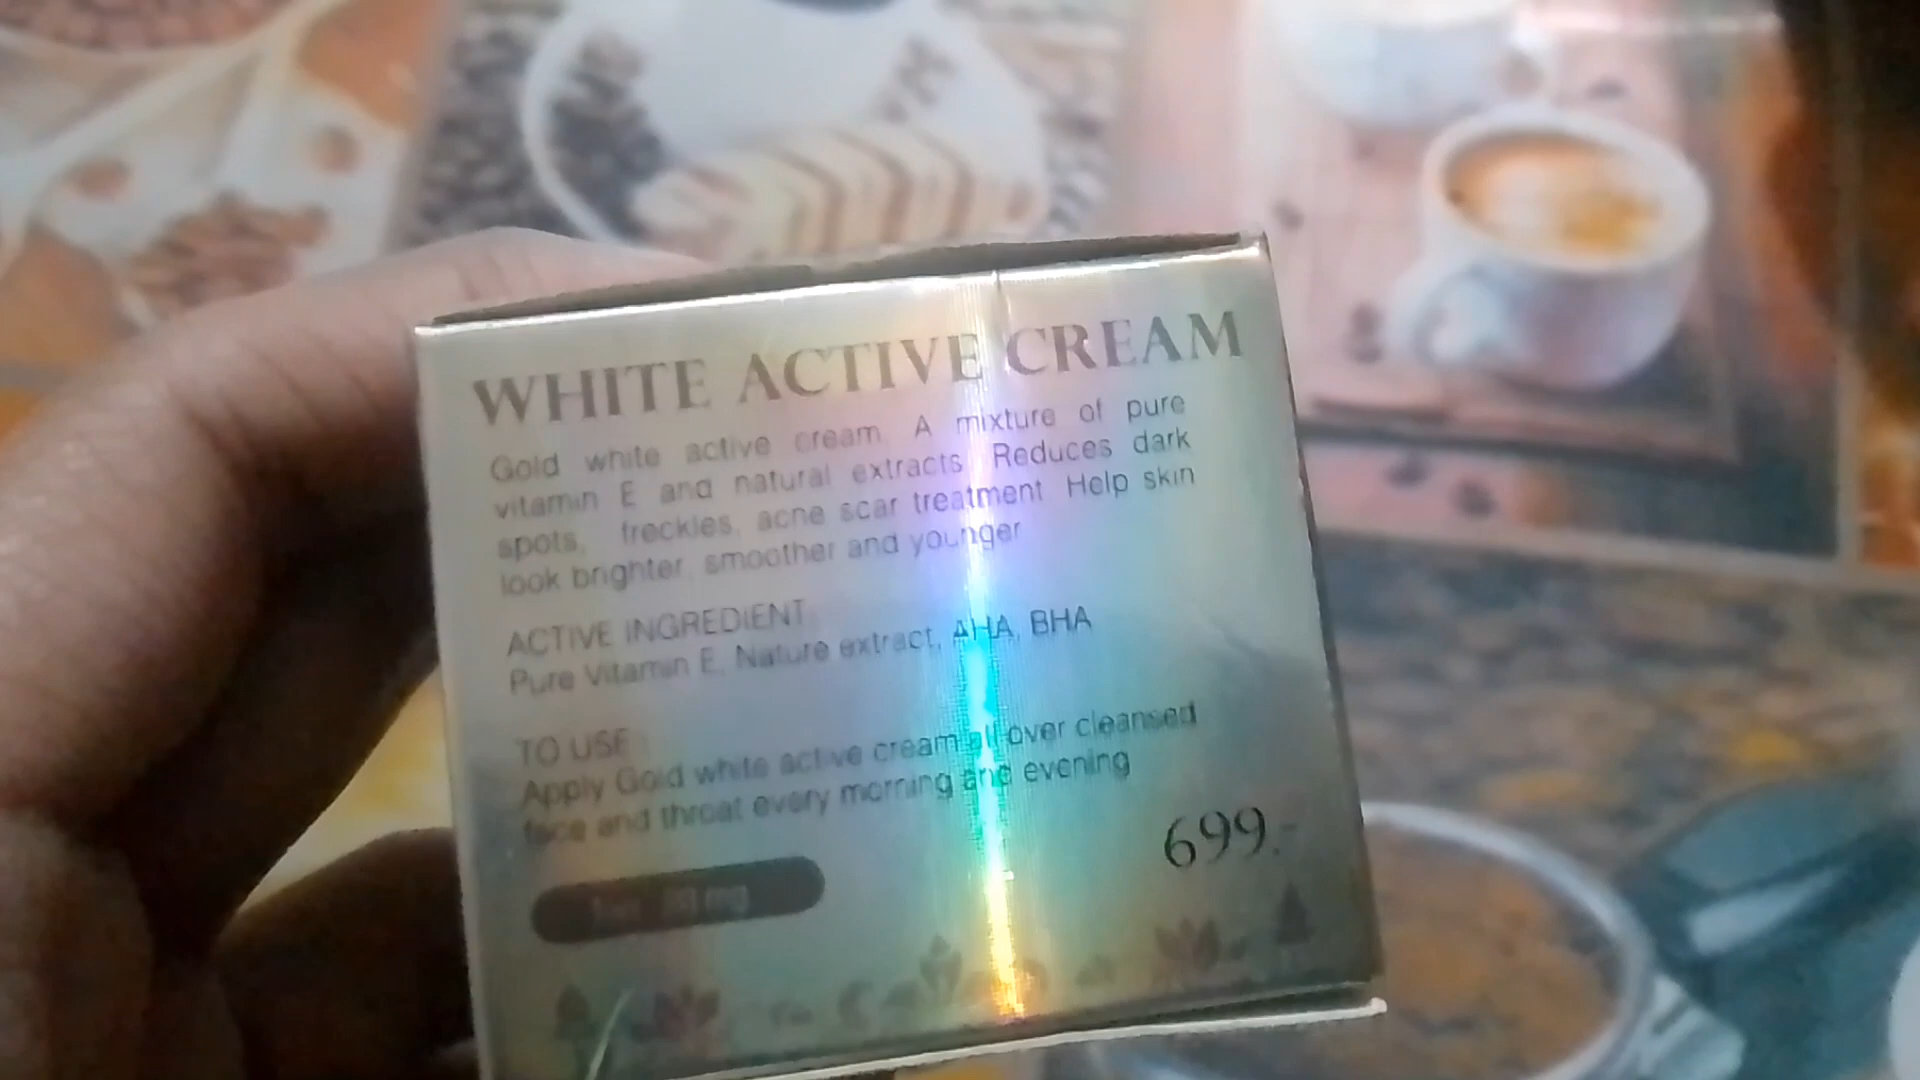 WHITE ACTIVE CREAM
Gold white active cream A mixture of pure
vitamin E and natural extracts Reduces dark
spots, freckles, acne scar treatment Help skin
look brighter, smoother and younger
ACTIVE INGREDIENT
Pure Vitamin E, Nature extract, AHA, BHA
TO USE :
Apply Gold white active cream all over cleansed
face and throat every morning and evening
699.-
mg